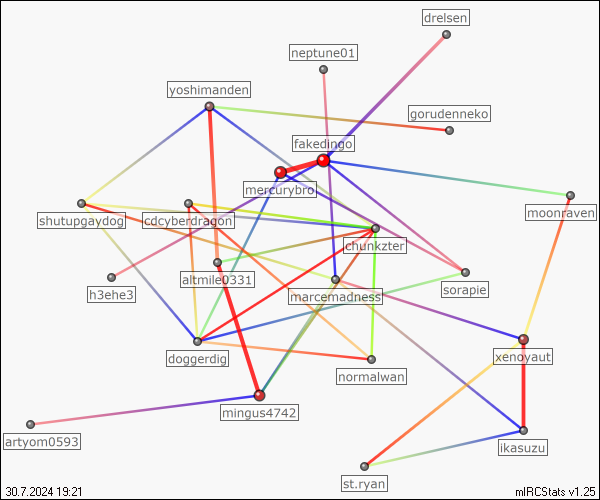 drelsen
neptune01
yoshimanden
gorudenneko
fakedingo
mercurybro
shutupgaydog
cdcyberdragon
moonraven
chunkzter
altmile0331
sorapie
h3ehe3
marcemadness
doggerdig
xenoyaut
normalwan
mingus4742
artyom0593
ikasuzu
st.ryan
30.7.2024 19:21
mIRCStats v1.25